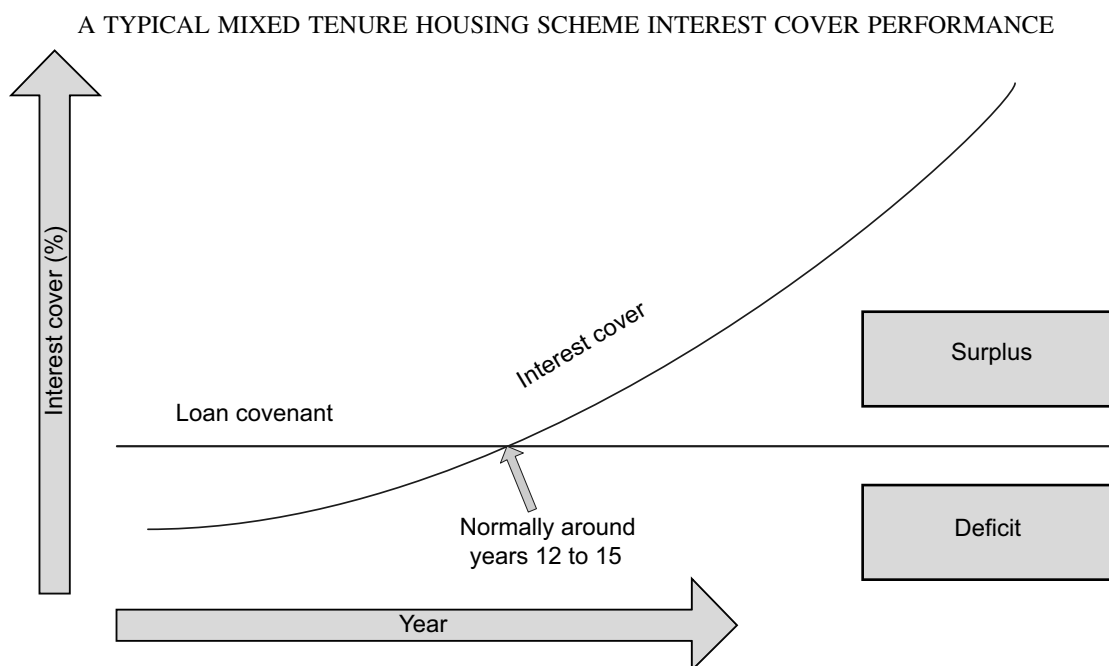 A TYPICAL MIXED TENURE HOUSING SCHEME INTEREST COVER PERFORMANCE
Interest cover (%)
Interest cover
Surplus
Loan covenant
Normally around
years 12 to 15
Deficit
Year